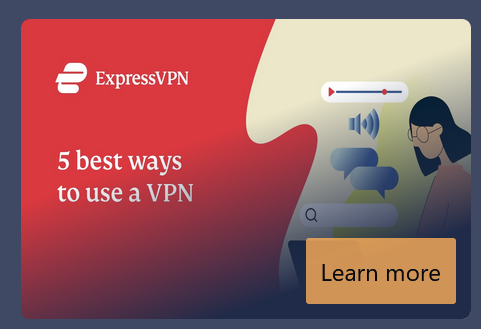 ExpressVPN
5 best ways
to use a VPN
Learn more